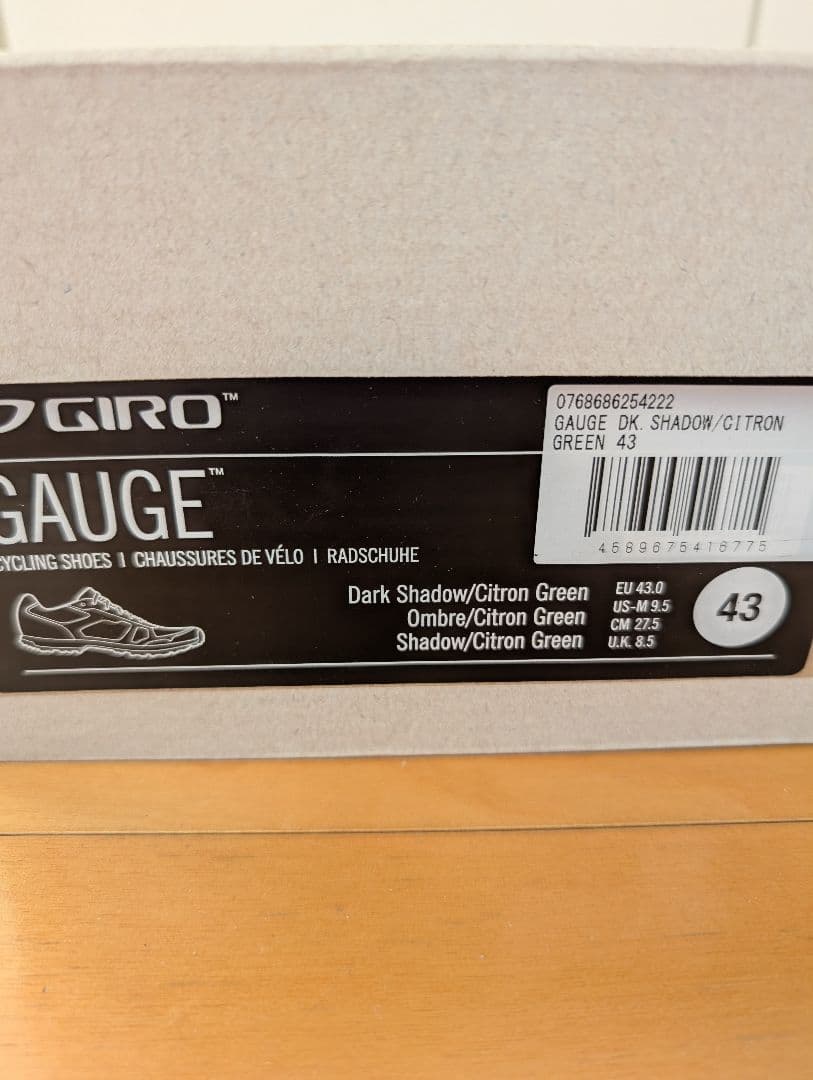 GIRO™
GAUGE™
CYCLING SHOES I CHAUSSURES DE VÉLO I RADSCHUHE
0768686254222
GAUGE DK. SHADOW/CITRON
GREEN 43
4589675416775
Dark Shadow/Citron Green
Ombre/Citron Green
Shadow/Citron Green
EU 43.0
US-M 9.5
CM 27.5
U.K. 8.5
43